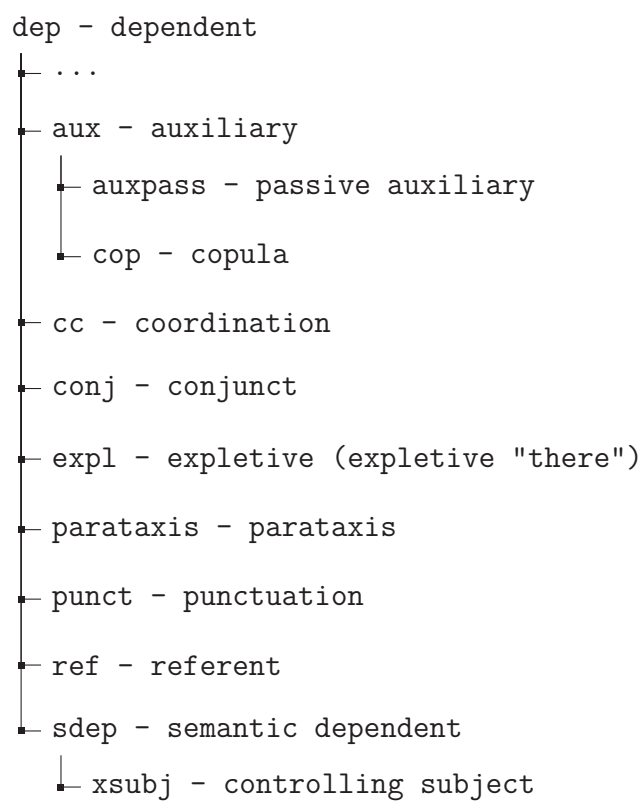 dep - dependent
...
aux - auxiliary
auxpass - passive auxiliary
cop - copula
cc - coordination
conj - conjunct
expl - expletive (expletive "there")
parataxis - parataxis
punct - punctuation
ref - referent
sdep - semantic dependent
xsubj - controlling subject